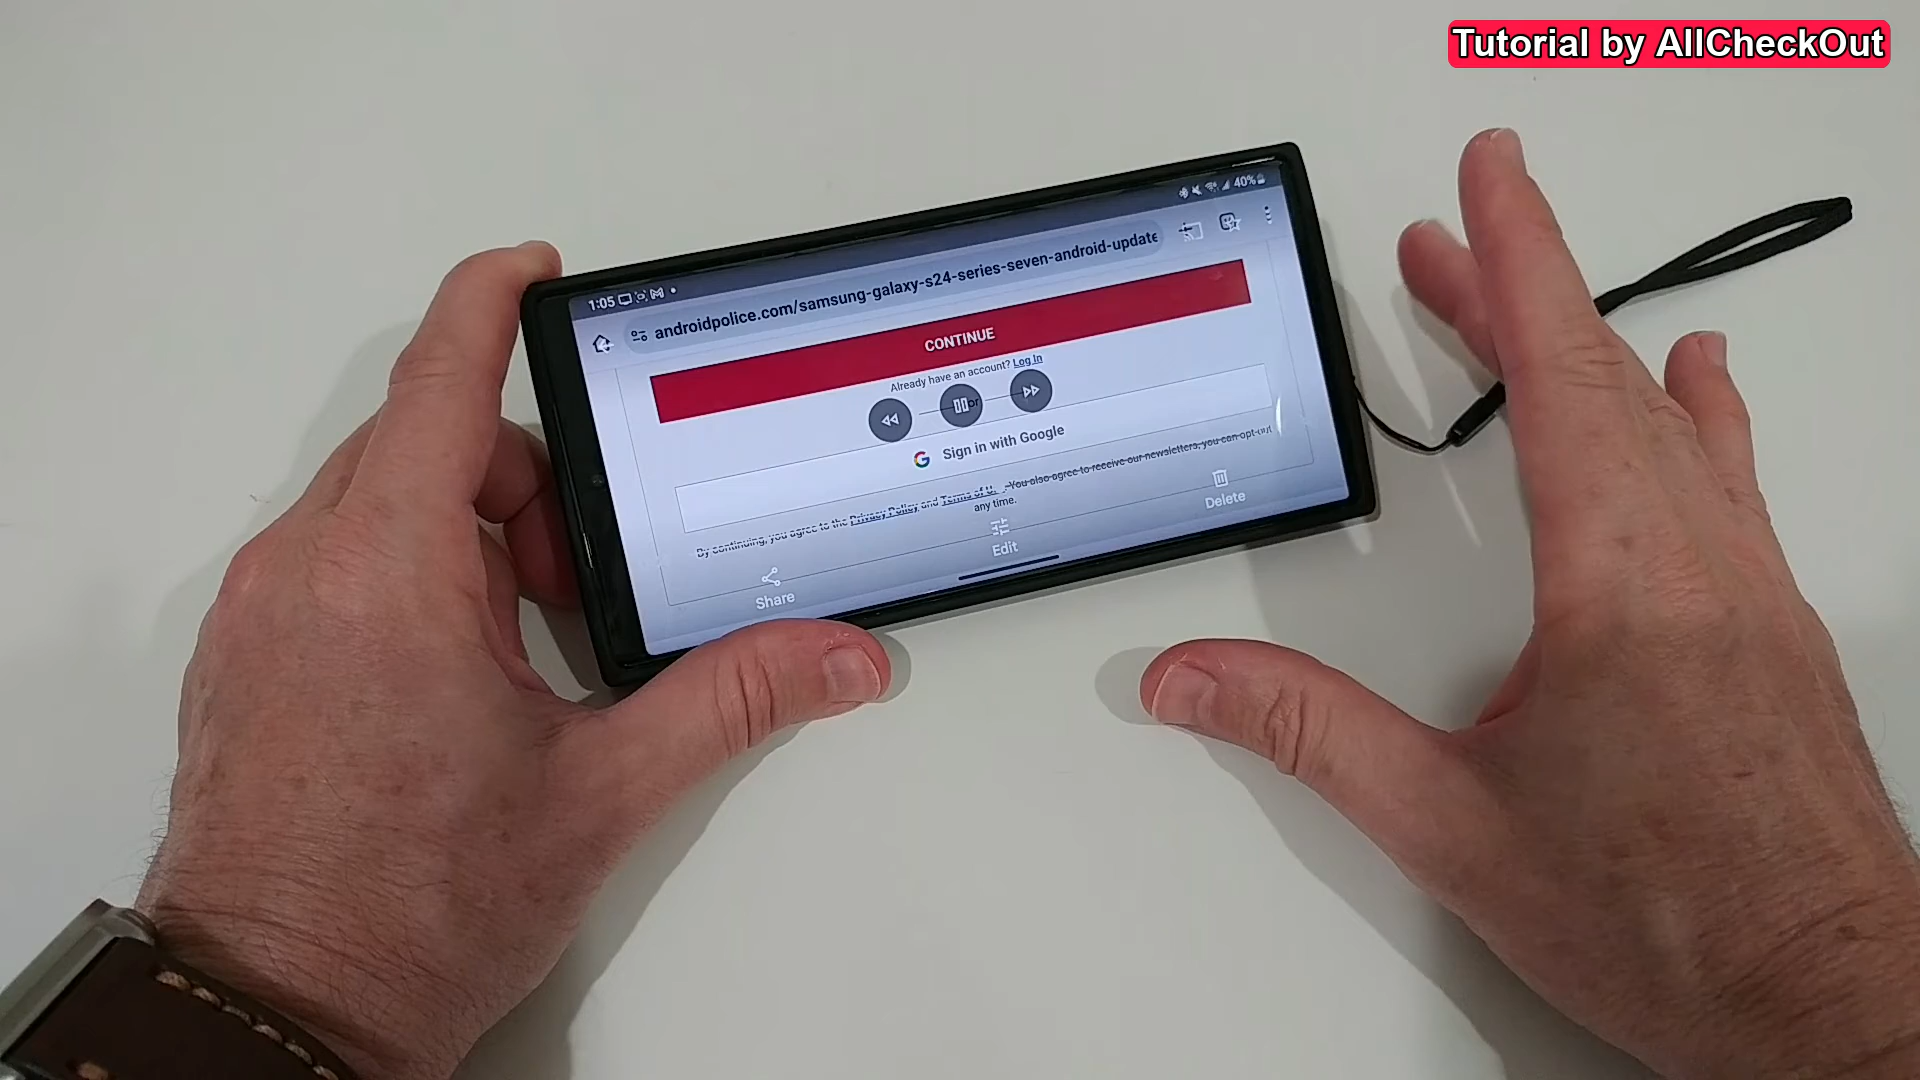 Tutorial by AllCheckOut
1:05
40%
androidpolice.com/samsung-galaxy-s24-series-seven-android-update
CONTINUE
Already have an account? Log In
or
Sign in with Google
By continuing, you agree to the Privacy Policy and Terms of U. You also agree to receive our newsletters, you can opt-out
any time.
Share
Edit
Delete